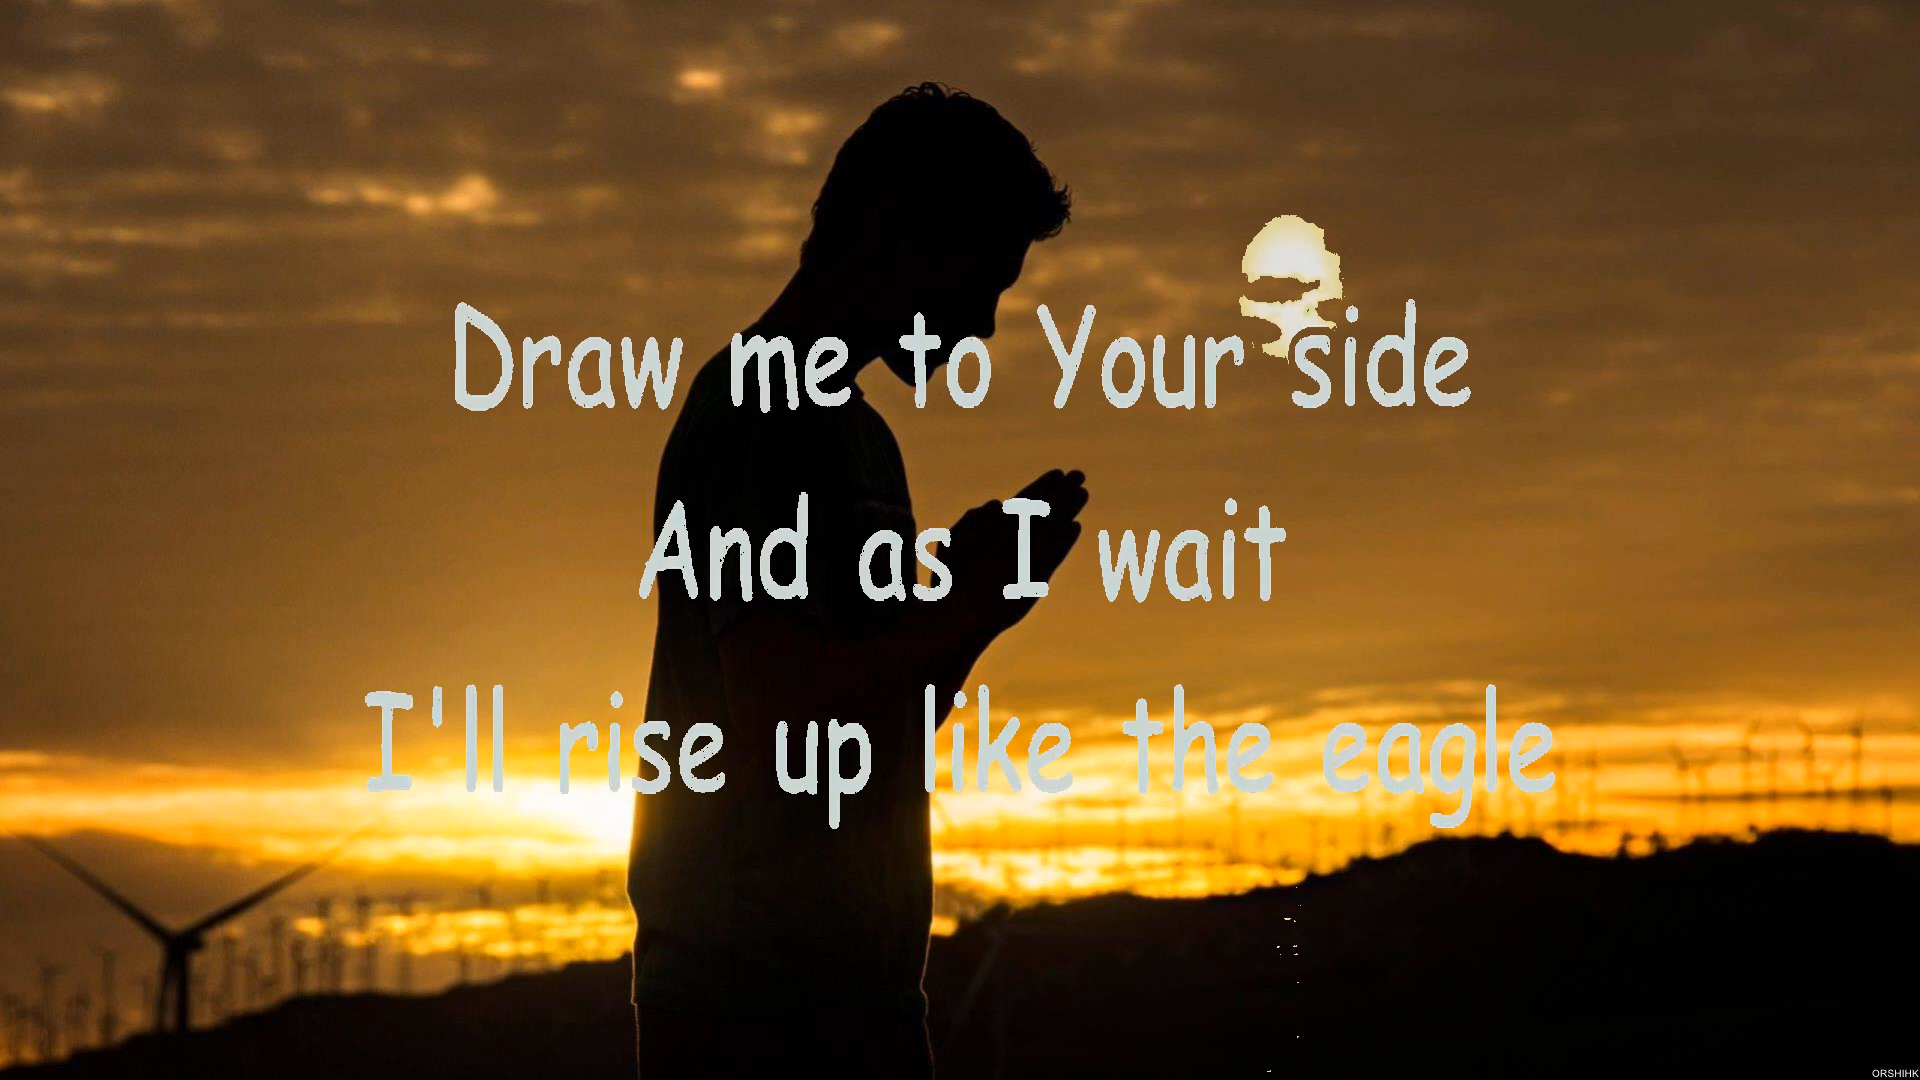 Draw me to Your side
And as I wait
I'll rise up like the eagle
ORSHIHK